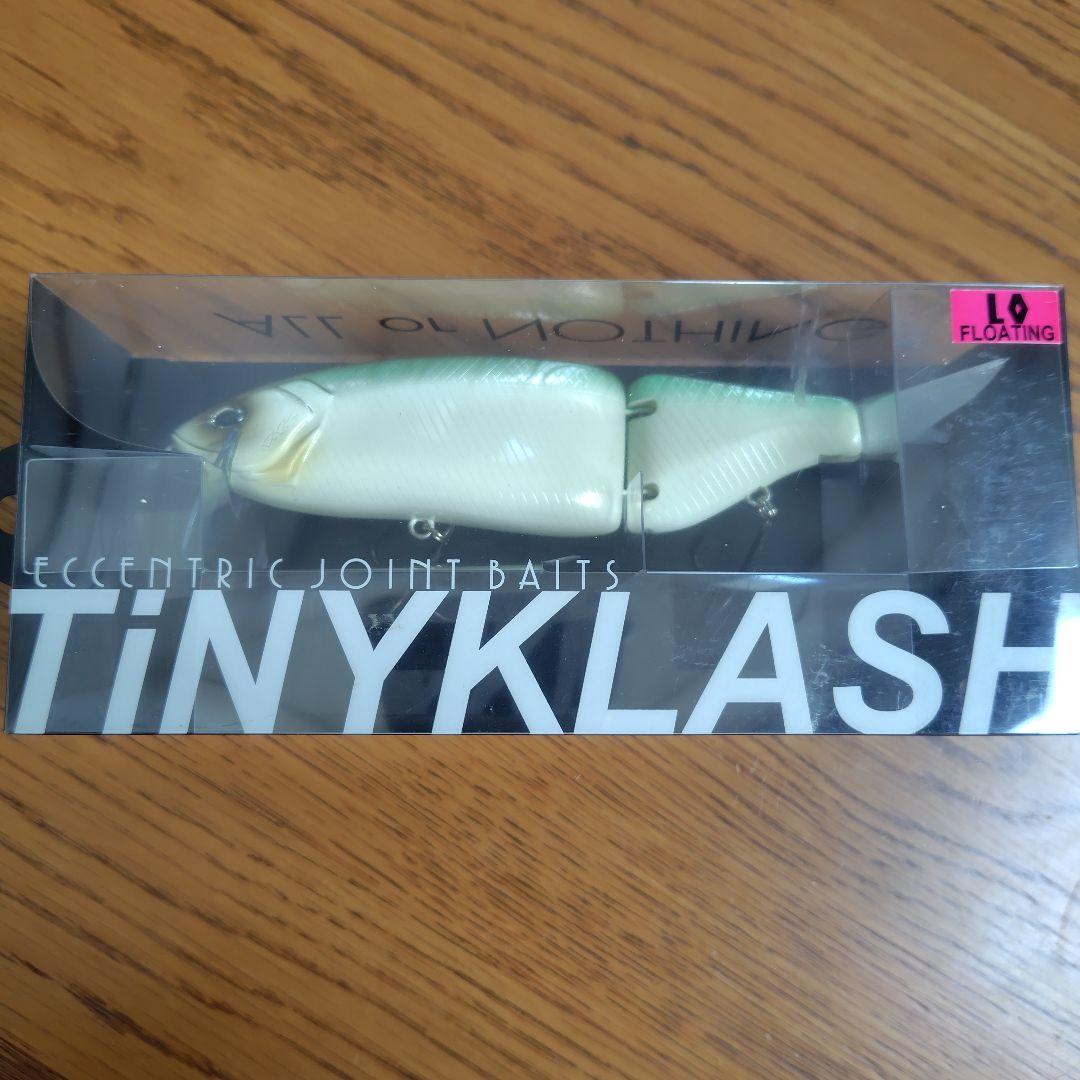 ALL or NOTHING
LO
FLOATING
ECCENTRIC JOINT BAITS
TiNYKLASH